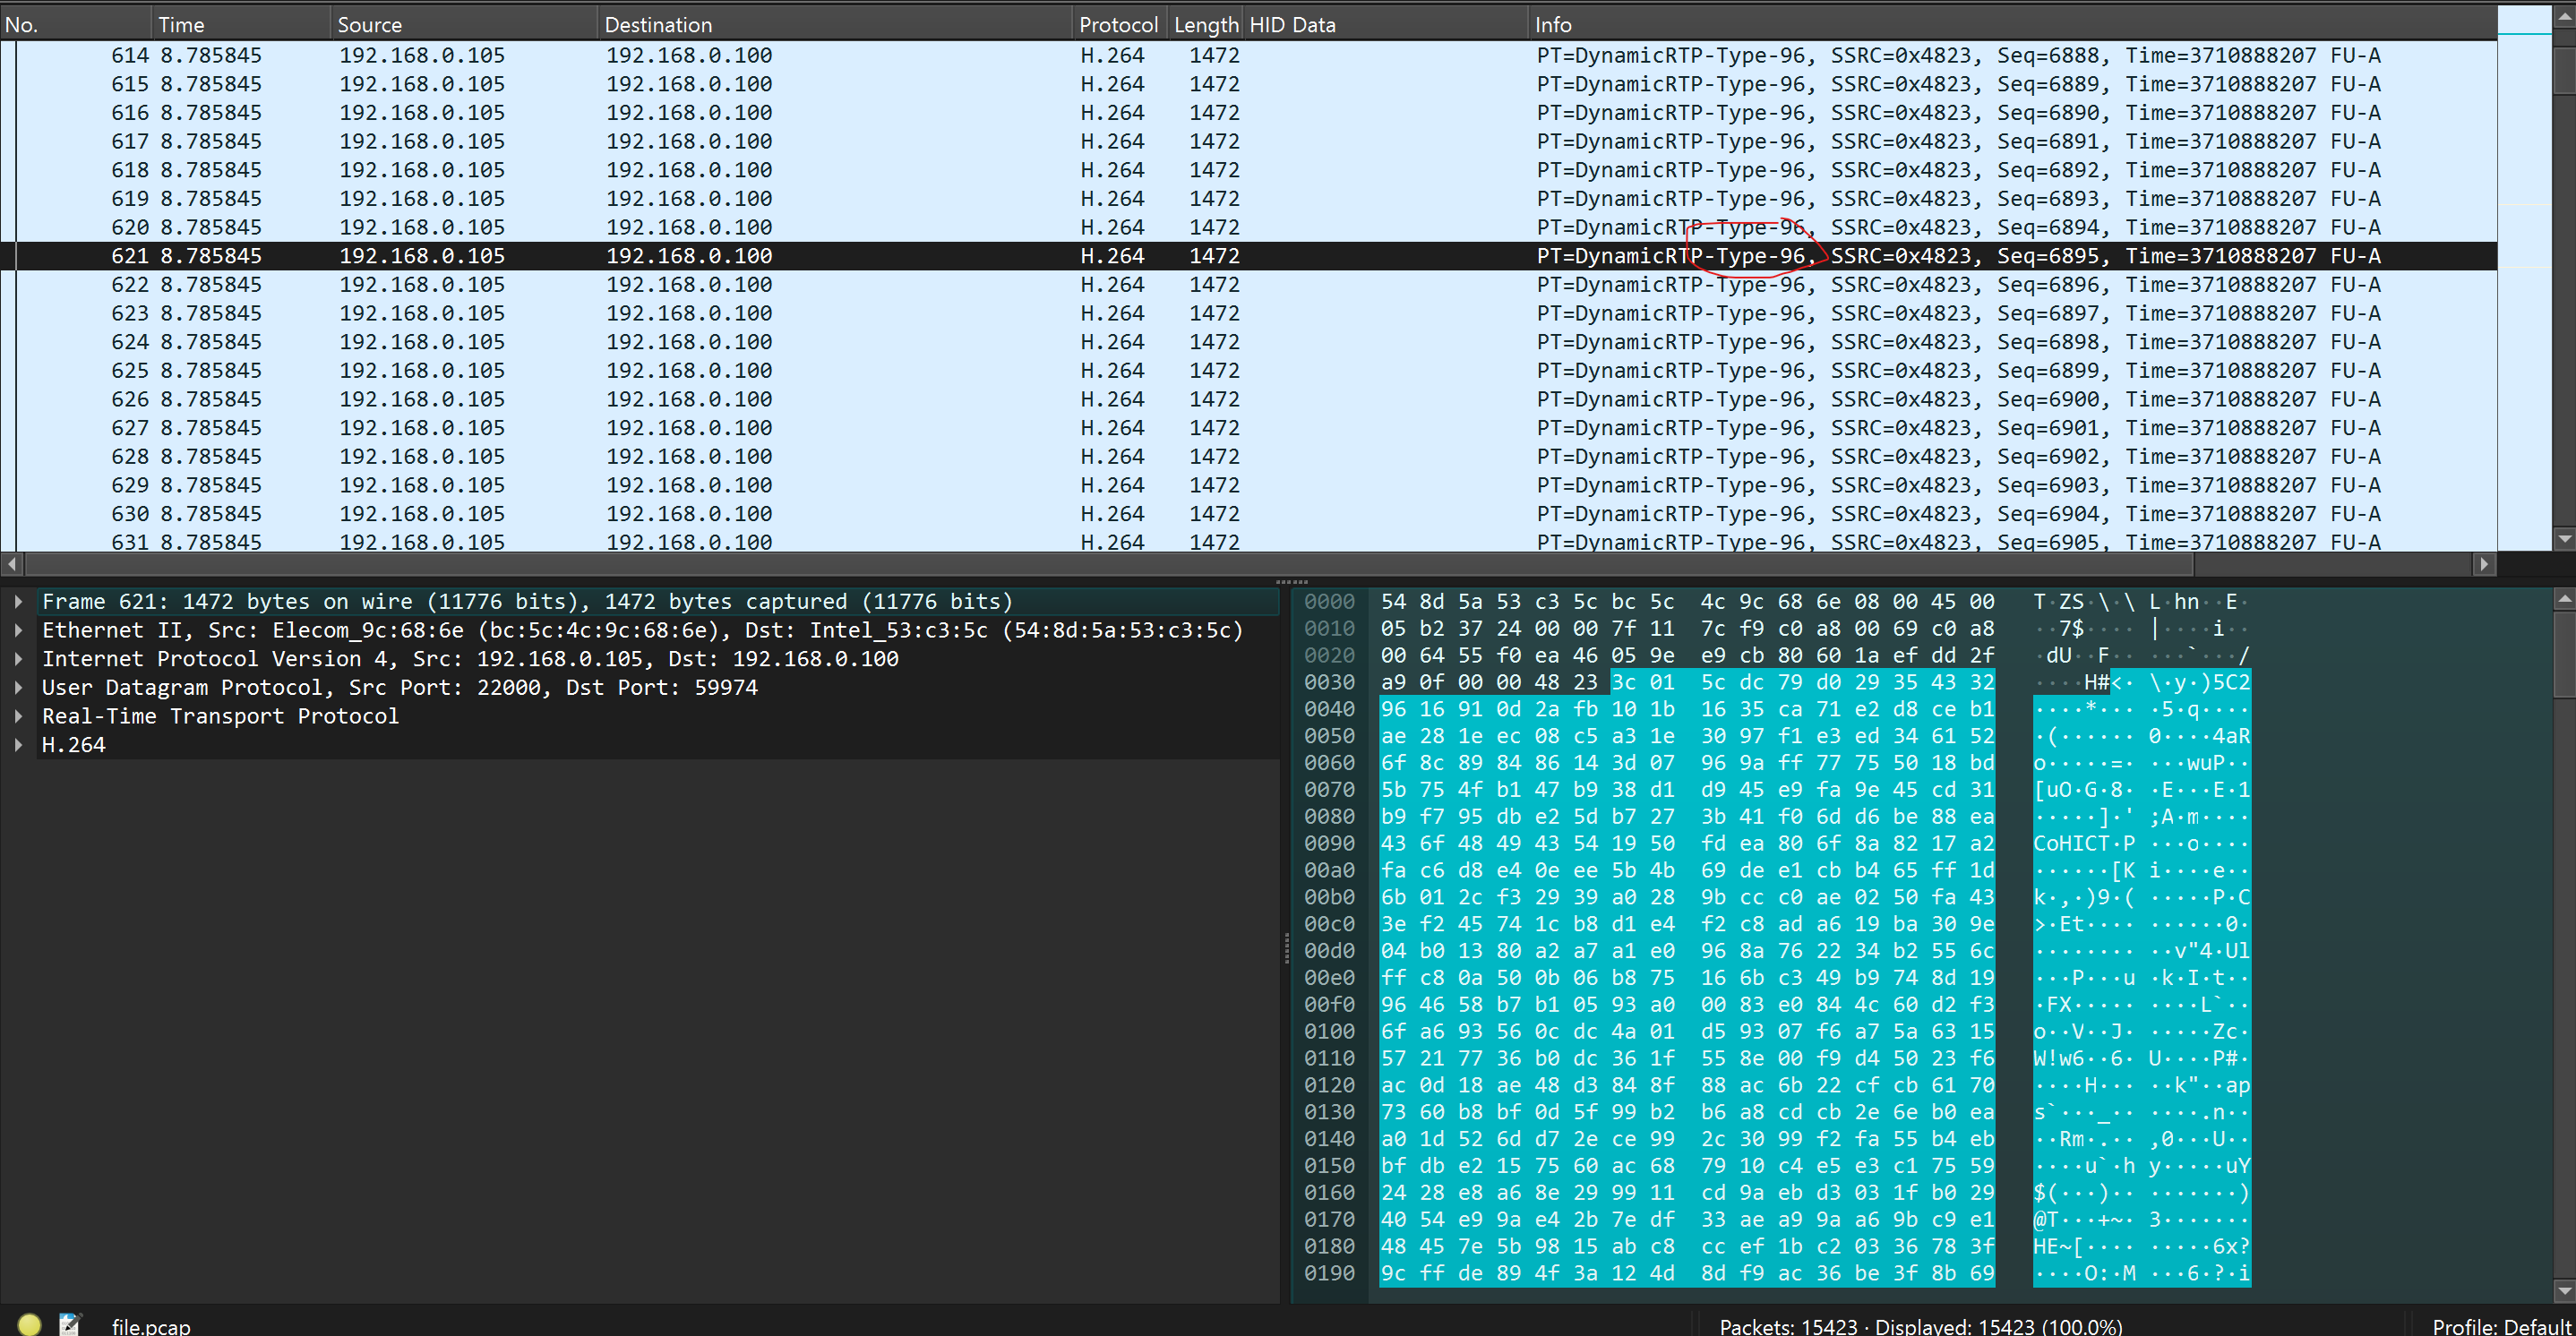 No. Time Source Destination Protocol Length HID Data Info
614 8.785845 192.168.0.105 192.168.0.100 H.264 1472 PT=DynamicRTP-Type-96, SSRC=0x4823, Seq=6888, Time=3710888207 FU-A
615 8.785845 192.168.0.105 192.168.0.100 H.264 1472 PT=DynamicRTP-Type-96, SSRC=0x4823, Seq=6889, Time=3710888207 FU-A
616 8.785845 192.168.0.105 192.168.0.100 H.264 1472 PT=DynamicRTP-Type-96, SSRC=0x4823, Seq=6890, Time=3710888207 FU-A
617 8.785845 192.168.0.105 192.168.0.100 H.264 1472 PT=DynamicRTP-Type-96, SSRC=0x4823, Seq=6891, Time=3710888207 FU-A
618 8.785845 192.168.0.105 192.168.0.100 H.264 1472 PT=DynamicRTP-Type-96, SSRC=0x4823, Seq=6892, Time=3710888207 FU-A
619 8.785845 192.168.0.105 192.168.0.100 H.264 1472 PT=DynamicRTP-Type-96, SSRC=0x4823, Seq=6893, Time=3710888207 FU-A
620 8.785845 192.168.0.105 192.168.0.100 H.264 1472 PT=DynamicRTP-Type-96, SSRC=0x4823, Seq=6894, Time=3710888207 FU-A
621 8.785845 192.168.0.105 192.168.0.100 H.264 1472 PT=DynamicRTP-Type-96, SSRC=0x4823, Seq=6895, Time=3710888207 FU-A
622 8.785845 192.168.0.105 192.168.0.100 H.264 1472 PT=DynamicRTP-Type-96, SSRC=0x4823, Seq=6896, Time=3710888207 FU-A
623 8.785845 192.168.0.105 192.168.0.100 H.264 1472 PT=DynamicRTP-Type-96, SSRC=0x4823, Seq=6897, Time=3710888207 FU-A
624 8.785845 192.168.0.105 192.168.0.100 H.264 1472 PT=DynamicRTP-Type-96, SSRC=0x4823, Seq=6898, Time=3710888207 FU-A
625 8.785845 192.168.0.105 192.168.0.100 H.264 1472 PT=DynamicRTP-Type-96, SSRC=0x4823, Seq=6899, Time=3710888207 FU-A
626 8.785845 192.168.0.105 192.168.0.100 H.264 1472 PT=DynamicRTP-Type-96, SSRC=0x4823, Seq=6900, Time=3710888207 FU-A
627 8.785845 192.168.0.105 192.168.0.100 H.264 1472 PT=DynamicRTP-Type-96, SSRC=0x4823, Seq=6901, Time=3710888207 FU-A
628 8.785845 192.168.0.105 192.168.0.100 H.264 1472 PT=DynamicRTP-Type-96, SSRC=0x4823, Seq=6902, Time=3710888207 FU-A
629 8.785845 192.168.0.105 192.168.0.100 H.264 1472 PT=DynamicRTP-Type-96, SSRC=0x4823, Seq=6903, Time=3710888207 FU-A
630 8.785845 192.168.0.105 192.168.0.100 H.264 1472 PT=DynamicRTP-Type-96, SSRC=0x4823, Seq=6904, Time=3710888207 FU-A
631 8.785845 192.168.0.105 192.168.0.100 H.264 1472 PT=DynamicRTP-Type-96, SSRC=0x4823, Seq=6905, Time=3710888207 FU-A
Frame 621: 1472 bytes on wire (11776 bits), 1472 bytes captured (11776 bits)
Ethernet II, Src: Elecom_9c:68:6e (bc:5c:4c:9c:68:6e), Dst: Intel_53:c3:5c (54:8d:5a:53:c3:5c)
Internet Protocol Version 4, Src: 192.168.0.105, Dst: 192.168.0.100
User Datagram Protocol, Src Port: 22000, Dst Port: 59974
Real-Time Transport Protocol
H.264
0000 54 8d 5a 53 c3 5c bc 5c 4c 9c 68 6e 08 00 45 00 T·ZS·\·\ L·hn··E·
0010 05 b2 37 24 00 00 7f 11 7c f9 c0 a8 00 69 c0 a8 ··7$···· |····i··
0020 00 64 55 f0 ea 46 05 9e e9 cb 80 60 1a ef dd 2f ·dU··F·· ···`···/
0030 a9 0f 00 00 48 23 3c 01 5c dc 79 d0 29 35 43 32 ····H#<· \·y·)5C2
0040 96 16 91 0d 2a fb 10 1b 16 35 ca 71 e2 d8 ce b1 ····*··· ·5·q····
0050 ae 28 1e ec 08 c5 a3 1e 30 97 f1 e3 ed 34 61 52 ·(······ 0····4aR
0060 6f 8c 89 84 86 14 3d 07 96 9a ff 77 75 50 18 bd o·····=· ···wuP··
0070 5b 75 4f b1 47 b9 38 d1 d9 45 e9 fa 9e 45 cd 31 [uO·G·8· ·E···E·1
0080 b9 f7 95 db e2 5d b7 27 3b 41 f0 6d d6 be 88 ea ·····]·' ;A·m····
0090 43 6f 48 49 43 54 19 50 fd ea 80 6f 8a 82 17 a2 CoHICT·P ···o····
00a0 fa c6 d8 e4 0e ee 5b 4b 69 de e1 cb b4 65 ff 1d ······[K i····e··
00b0 6b 01 2c f3 29 39 a0 28 9b cc c0 ae 02 50 fa 43 k·,·)9·( ·····P·C
00c0 3e f2 45 74 1c b8 d1 e4 f2 c8 ad a6 19 ba 30 9e >·Et···· ······0·
00d0 04 b0 13 80 a2 a7 a1 e0 96 8a 76 22 34 b2 55 6c ········ ··v"4·Ul
00e0 ff c8 0a 50 0b 06 b8 75 16 6b c3 49 b9 74 8d 19 ···P···u ·k·I·t··
00f0 96 46 58 b7 b1 05 93 a0 00 83 e0 84 4c 60 d2 f3 ·FX····· ····L`··
0100 6f a6 93 56 0c dc 4a 01 d5 93 07 f6 a7 5a 63 15 o··V··J· ·····Zc·
0110 57 21 77 36 b0 dc 36 1f 55 8e 00 f9 d4 50 23 f6 W!w6··6· U····P#·
0120 ac 0d 18 ae 48 d3 84 8f 88 ac 6b 22 cf cb 61 70 ····H··· ··k"··ap
0130 73 60 b8 bf 0d 5f 99 b2 b6 a8 cd cb 2e 6e b0 ea s`···_·· ····.n··
0140 a0 1d 52 6d d7 2e ce 99 2c 30 99 f2 fa 55 b4 eb ··Rm·.·· ,0···U··
0150 bf db e2 15 75 60 ac 68 79 10 c4 e5 e3 c1 75 59 ····u`·h y·····uY
0160 24 28 e8 a6 8e 29 99 11 cd 9a eb d3 03 1f b0 29 $(···)·· ·······)
0170 40 54 e9 9a e4 2b 7e df 33 ae a9 9a a6 9b c9 e1 @T···+~· 3·······
0180 48 45 7e 5b 98 15 ab c8 cc ef 1b c2 03 36 78 3f HE~[···· ·····6x?
0190 9c ff de 89 4f 3a 12 4d 8d f9 ac 36 be 3f 8b 69 ····O:·M ···6·?·i
file.pcap Packets: 15423 · Displayed: 15423 (100.0%) Profile: Default